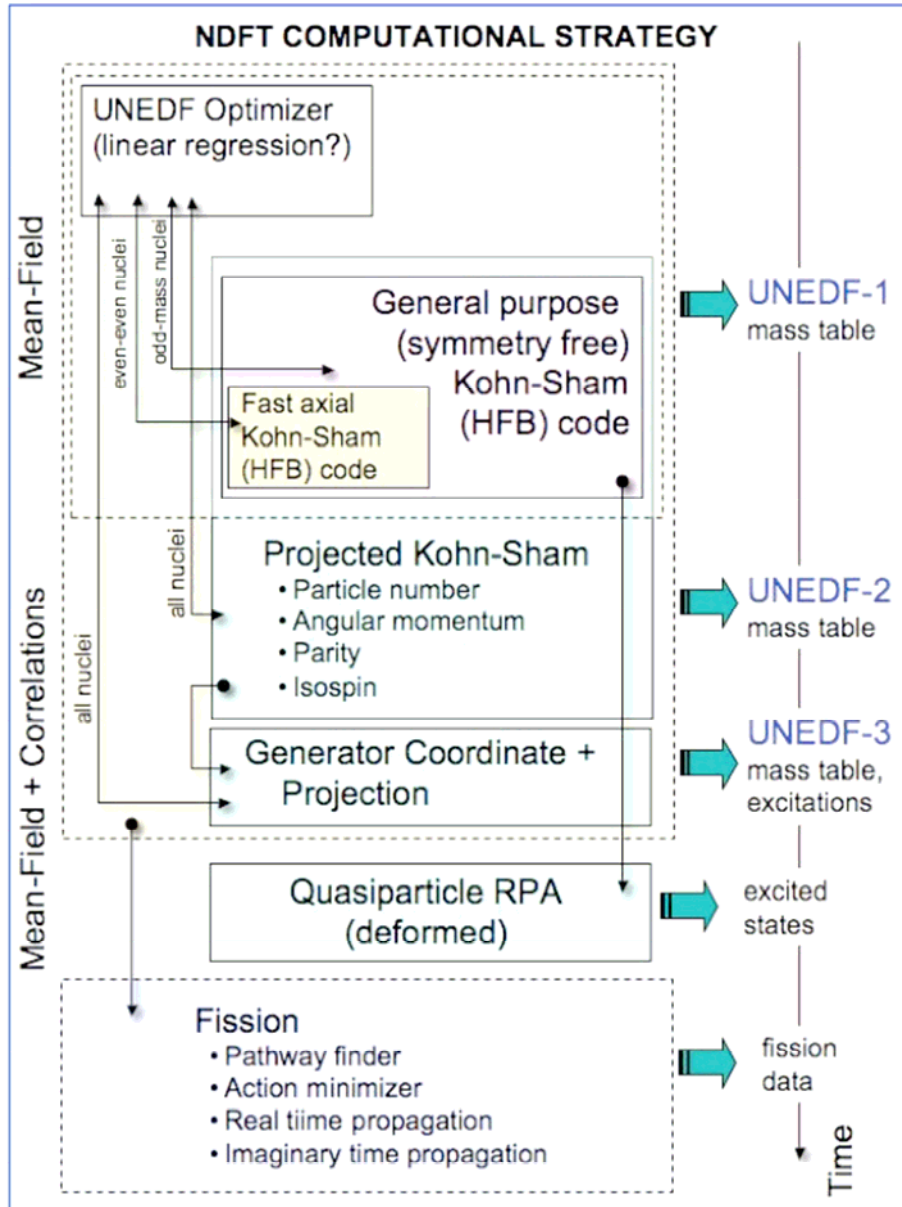 NDFT COMPUTATIONAL STRATEGY
UNEDF Optimizer
(linear regression?)
Mean-Field
even-even nuclei
odd-mass nuclei
General purpose
(symmetry free)
Kohn-Sham
(HFB) code
Fast axial
Kohn-Sham
(HFB) code
UNEDF-1
mass table
all nuclei
all nuclei
Projected Kohn-Sham
• Particle number
• Angular momentum
• Parity
• Isospin
UNEDF-2
mass table
Mean-Field + Correlations
Generator Coordinate +
Projection
UNEDF-3
mass table,
excitations
Quasiparticle RPA
(deformed)
excited
states
Fission
• Pathway finder
• Action minimizer
• Real tiime propagation
• Imaginary time propagation
fission
data
Time